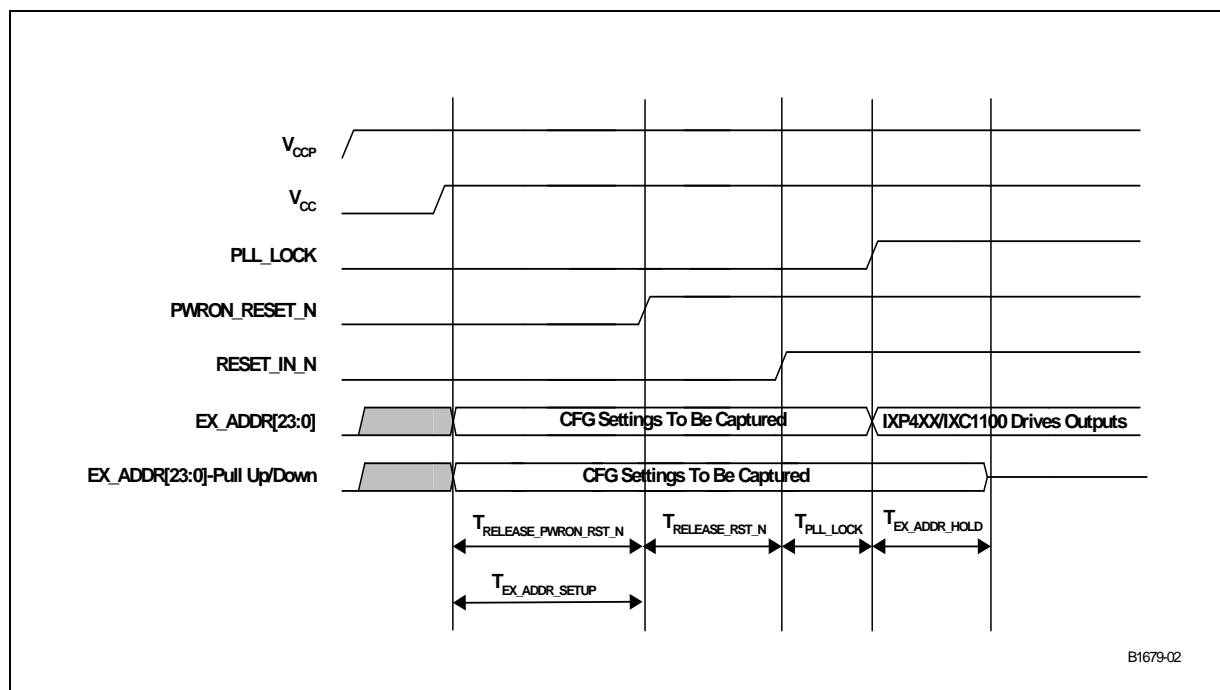 VCCP
VCC
PLL_LOCK
PWRON_RESET_N
RESET_IN_N
EX_ADDR[23:0] CFG Settings To Be Captured IXP4XX/IXC1100 Drives Outputs
EX_ADDR[23:0]-Pull Up/Down CFG Settings To Be Captured
TRELEASE_PWRON_RST_N TRELEASE_RST_N TPLL_LOCK TEX_ADDR_HOLD
TEX_ADDR_SETUP
B1679-02